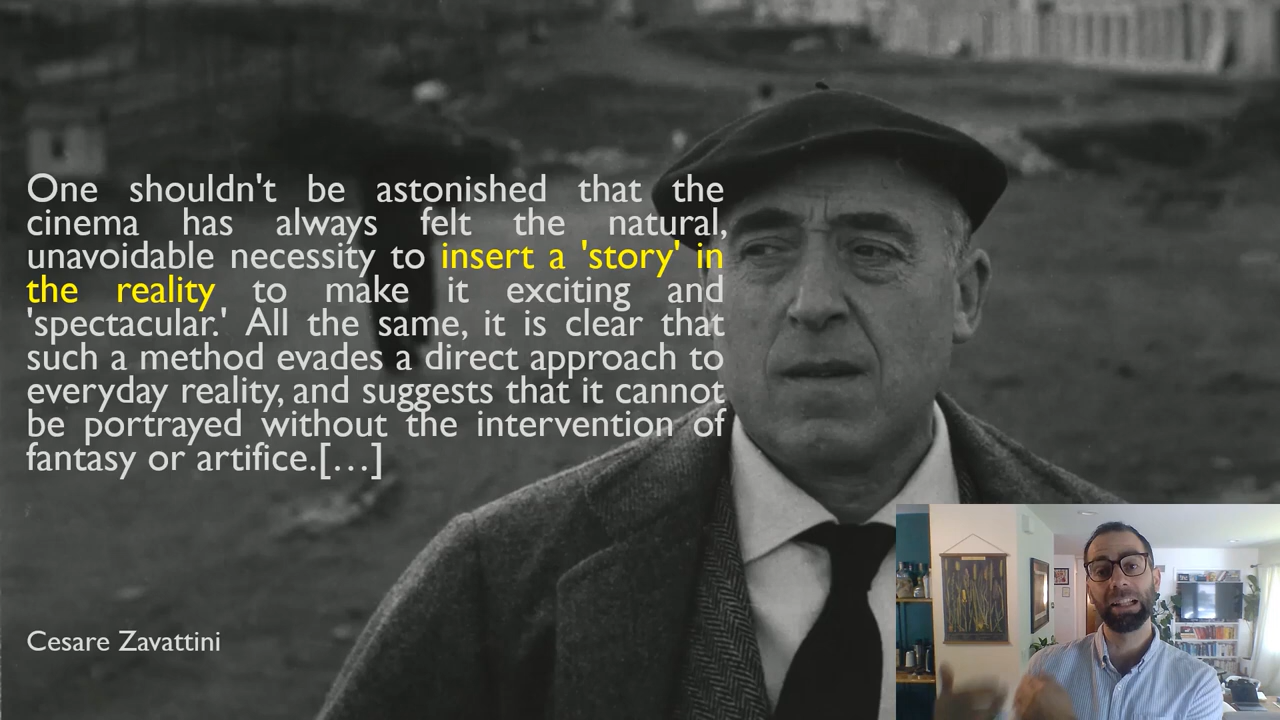 One shouldn't be astonished that the
cinema has always felt the natural,
unavoidable necessity to insert a 'story' in
the reality to make it exciting and
'spectacular.' All the same, it is clear that
such a method evades a direct approach to
everyday reality, and suggests that it cannot
be portrayed without the intervention of
fantasy or artifice.[…]
Cesare Zavattini